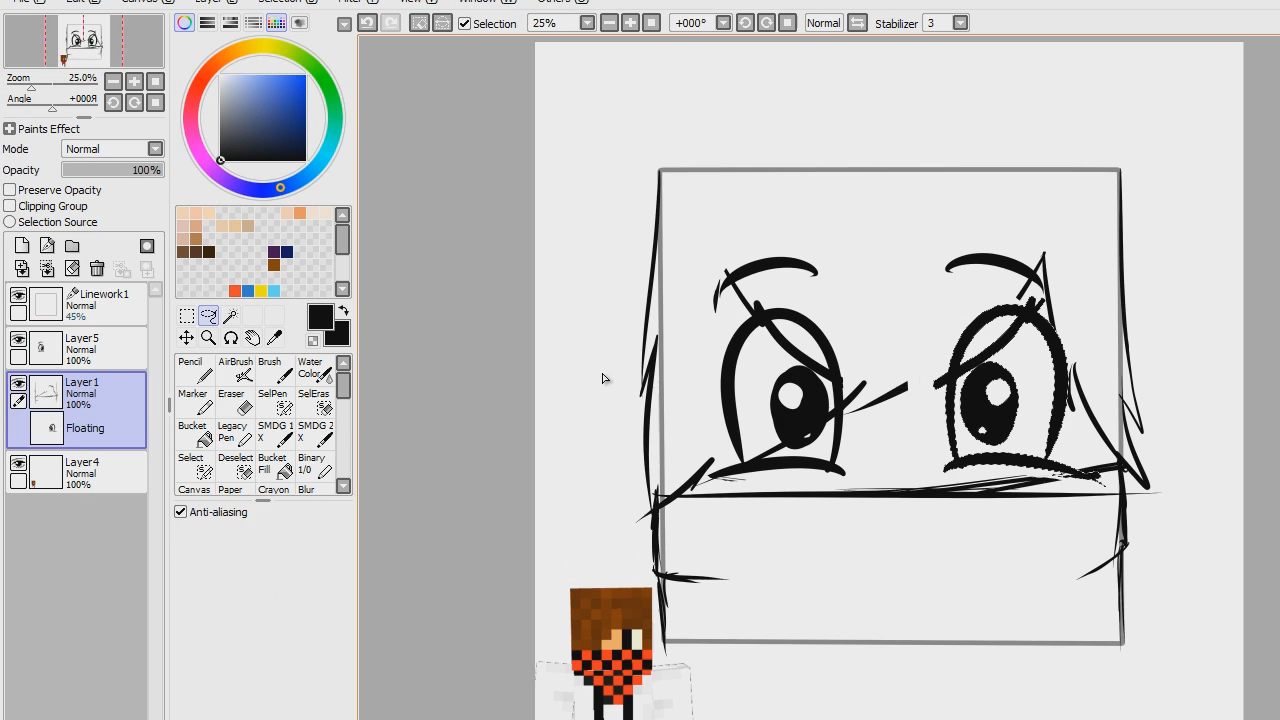 Selection
25%
+000
Normal
Stabilizer 3
Zoom 25.0%
Angle +000Я
Paints Effect
Mode Normal
Opacity 100%
Preserve Opacity
Clipping Group
Selection Source
Linework1
Normal
45%
Layer5
Normal
100%
Layer1
Normal
100%
Floating
Layer4
Normal
100%
Pencil AirBrush Brush Water
Color
Marker Eraser SelPen SelEras
Bucket Legacy SMDG 1 SMDG 2
Pen X X
Select Deselect Bucket Binary
Fill 1/0
Canvas Paper Crayon Blur
Anti-aliasing